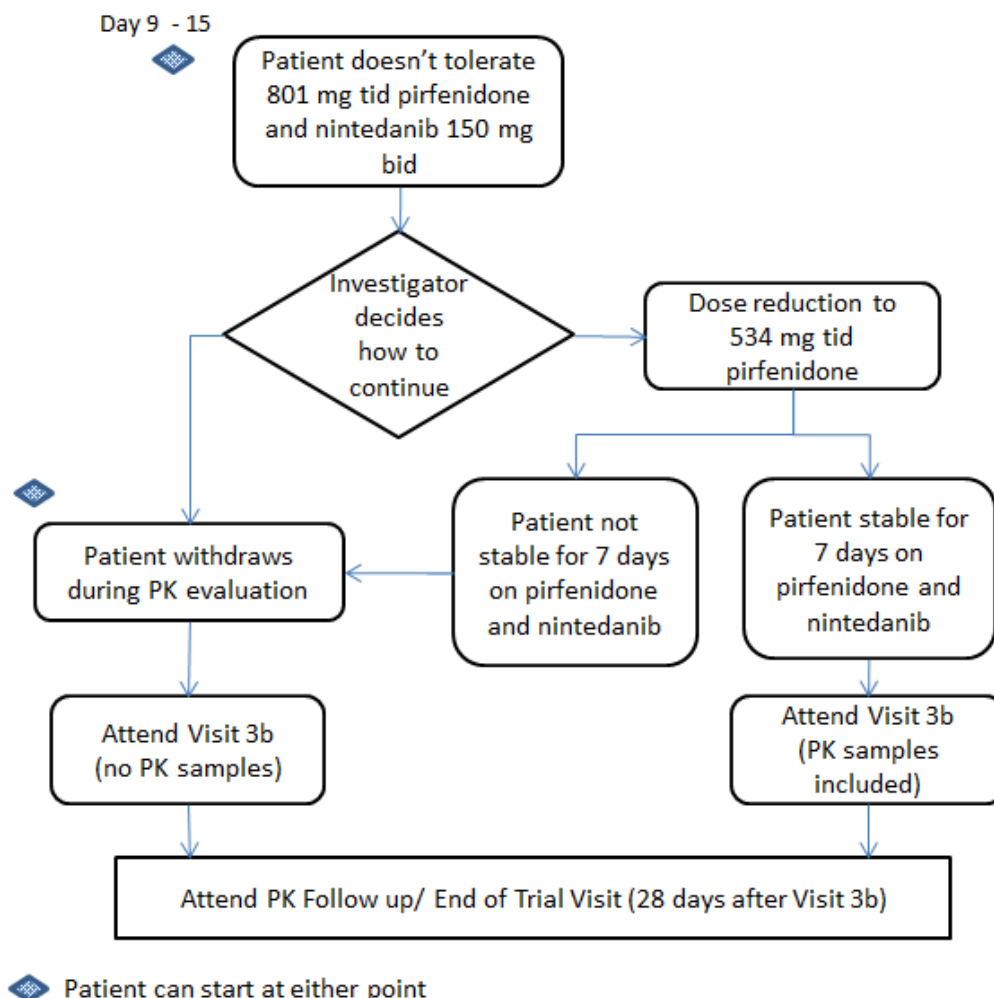 Day 9 - 15
Patient doesn't tolerate
801 mg tid pirfenidone
and nintedanib 150 mg
bid
Investigator
decides
how to
continue
Dose reduction to
534 mg tid
pirfenidone
Patient withdraws
during PK evaluation
Patient not
stable for 7 days
on pirfenidone
and nintedanib
Patient stable for
7 days on
pirfenidone and
nintedanib
Attend Visit 3b
(no PK samples)
Attend Visit 3b
(PK samples
included)
Attend PK Follow up/ End of Trial Visit (28 days after Visit 3b)
Patient can start at either point